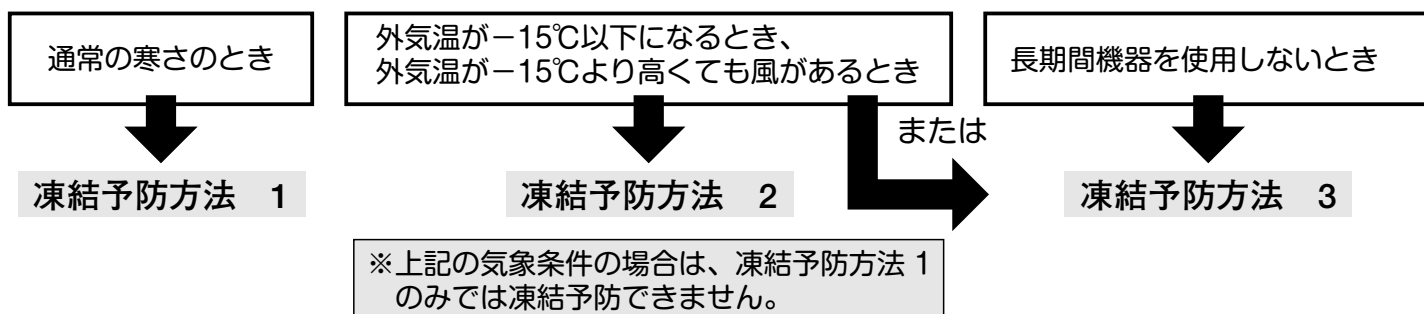 通常の寒さのとき
外気温が－15℃以下になるとき、
外気温が－15℃より高くても風があるとき
長期間機器を使用しないとき
または
凍結予防方法　1
凍結予防方法　2
凍結予防方法　3
※上記の気象条件の場合は、凍結予防方法 1
のみでは凍結予防できません。